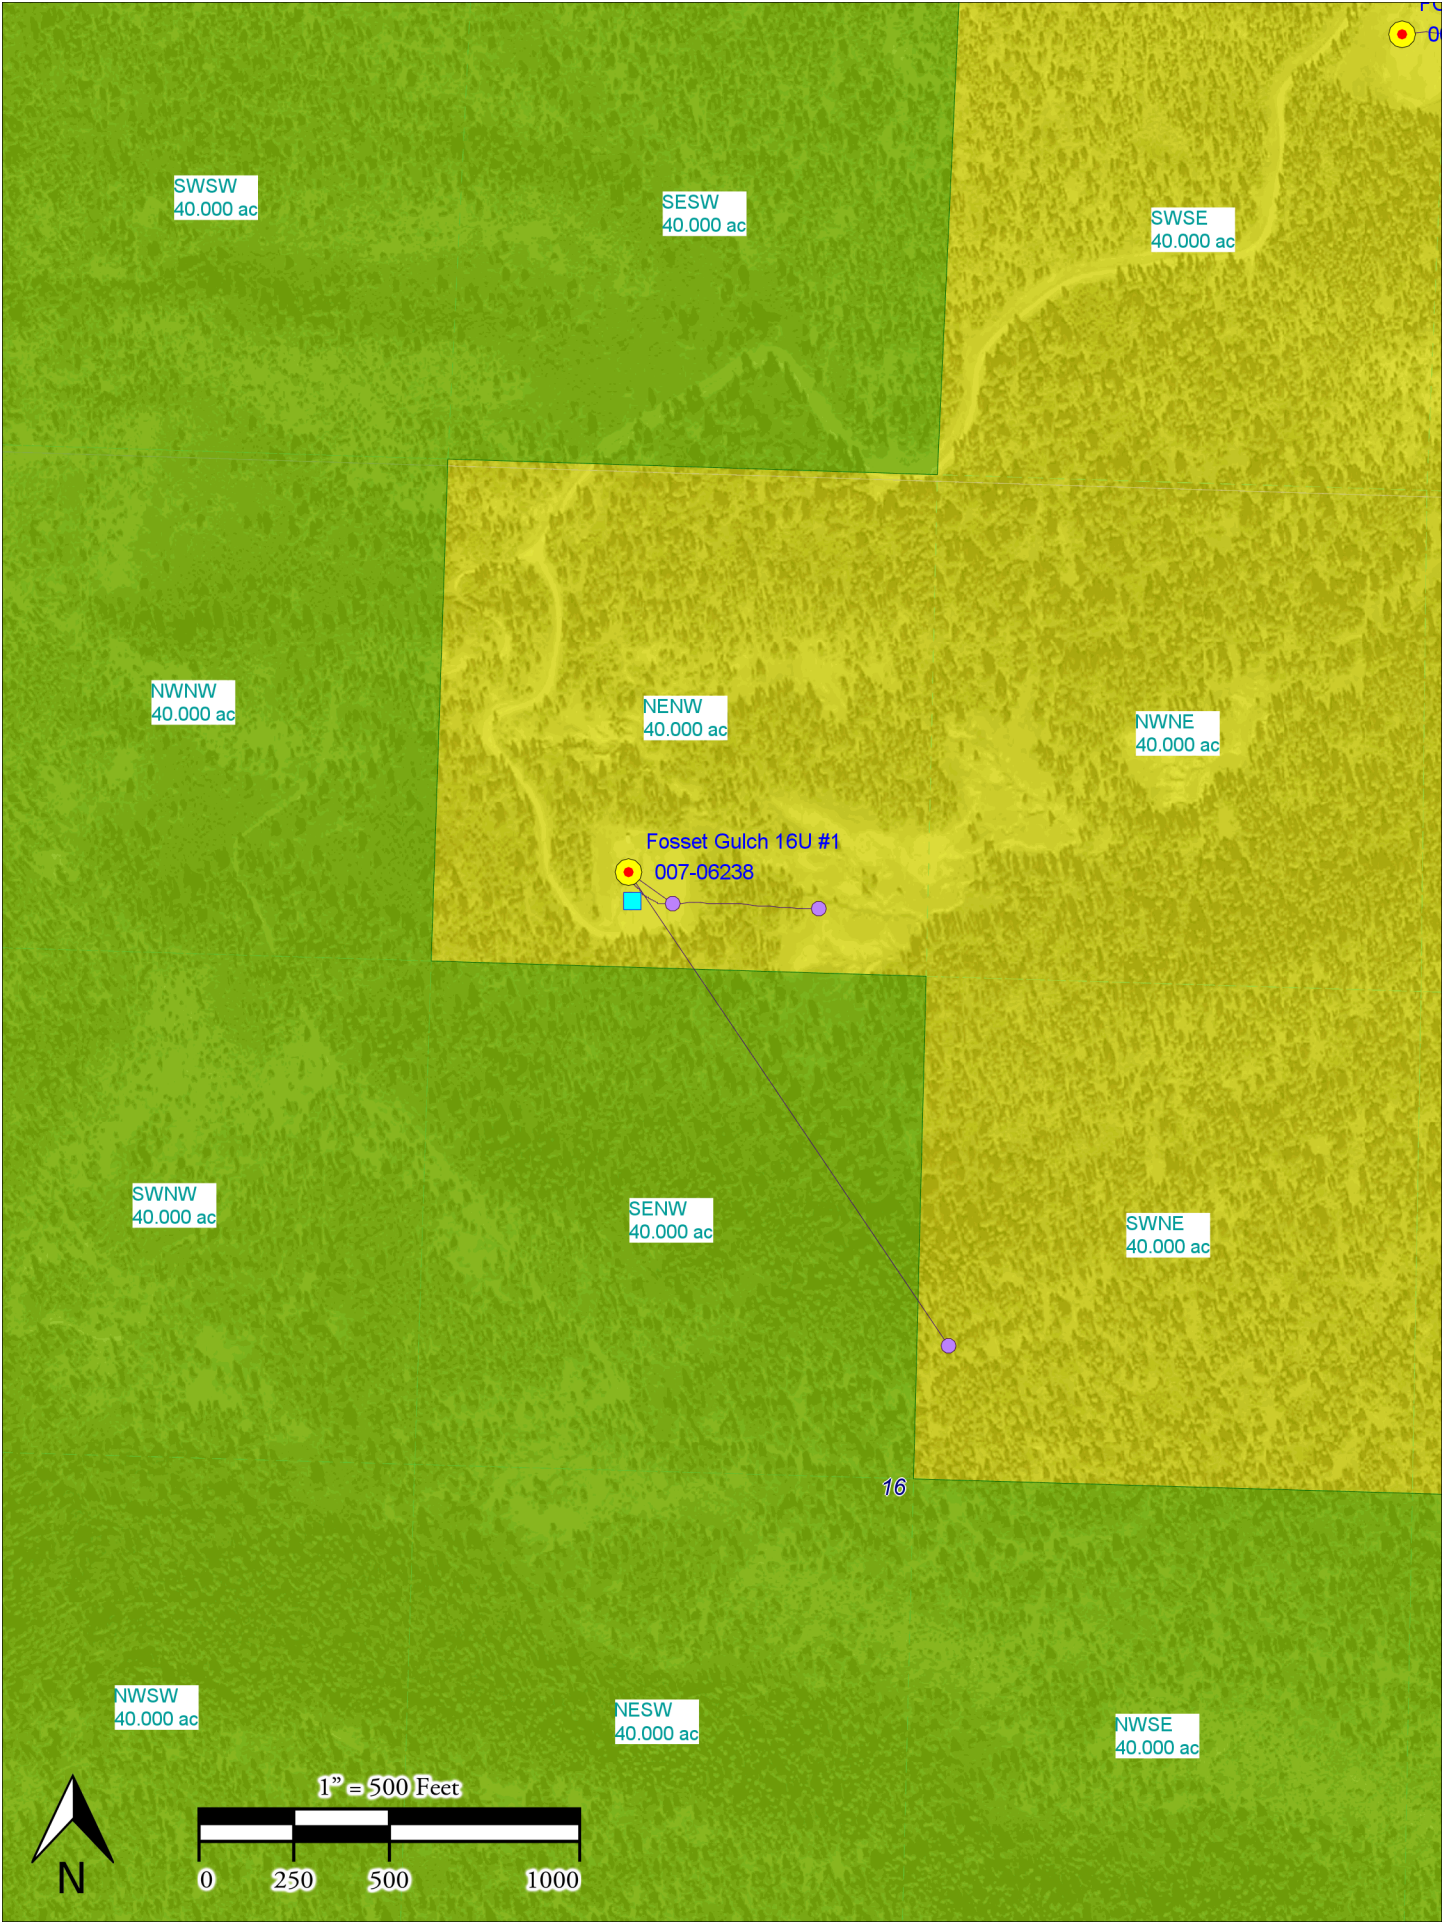 SWSW
40.000 ac
SESW
40.000 ac
SWSE
40.000 ac
NWNW
40.000 ac
NENW
40.000 ac
NWNE
40.000 ac
Fosset Gulch 16U #1
007-06238
SWNW
40.000 ac
SENW
40.000 ac
SWNE
40.000 ac
16
NWSW
40.000 ac
NESW
40.000 ac
NWSE
40.000 ac
1” = 500 Feet
0 250 500 1000
N